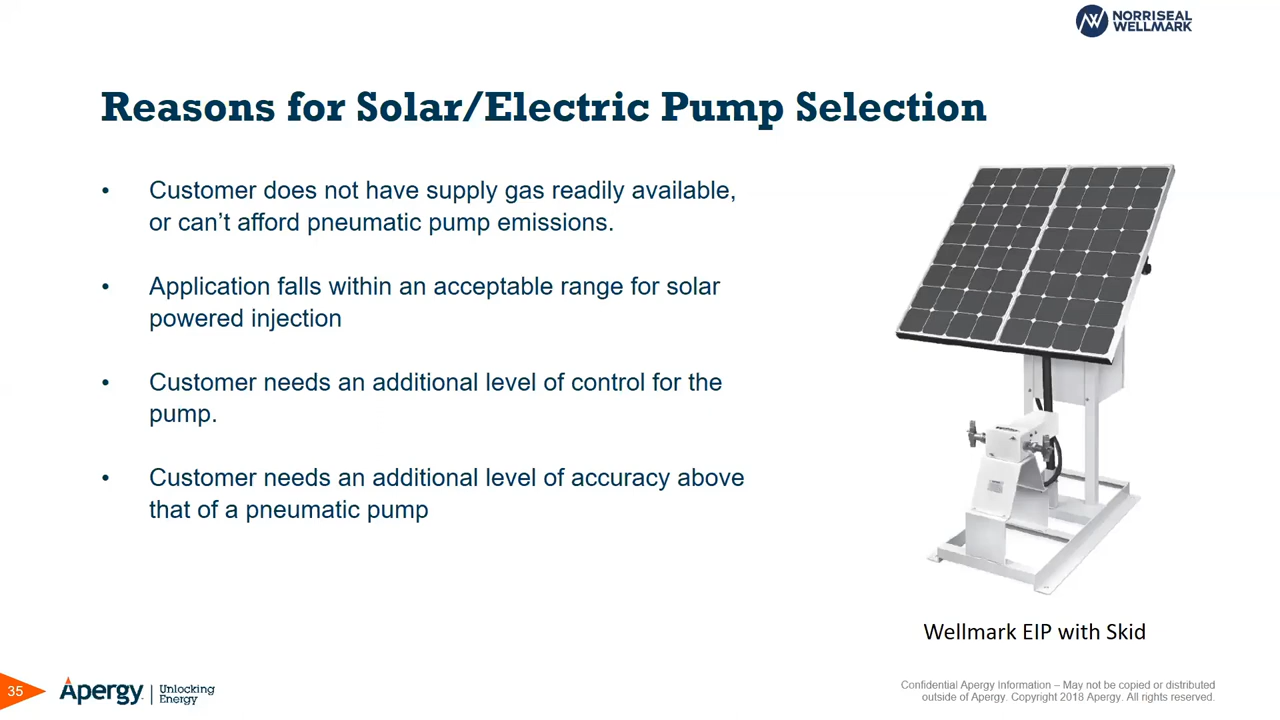 NORRISEAL
WELLMARK
Reasons for Solar/Electric Pump Selection
• Customer does not have supply gas readily available,
or can’t afford pneumatic pump emissions.
• Application falls within an acceptable range for solar
powered injection
• Customer needs an additional level of control for the
pump.
• Customer needs an additional level of accuracy above
that of a pneumatic pump
Wellmark EIP with Skid
35
Apergy
Unlocking
Energy
Confidential Apergy Information – May not be copied or distributed
outside of Apergy. Copyright 2018 Apergy. All rights reserved.